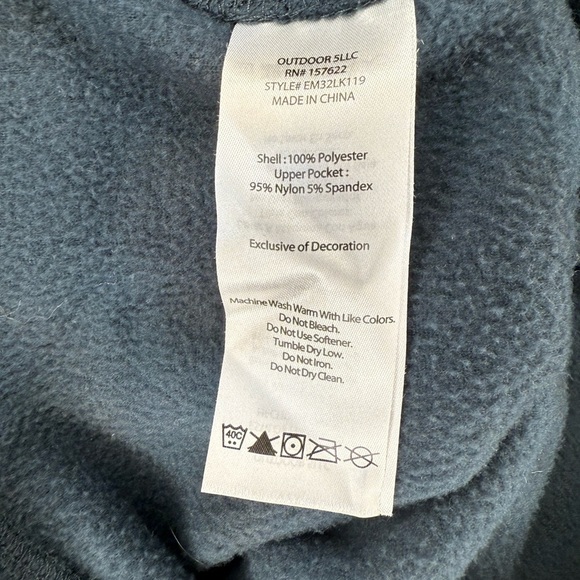 OUTDOOR 5LLC
RN# 157622
STYLE# EM32LK119
MADE IN CHINA
Shell :100% Polyester
Upper Pocket :
95% Nylon 5% Spandex
Exclusive of Decoration
Machine Wash Warm With Like Colors.
Do Not Bleach.
Do Not Use Softener.
Tumble Dry Low.
Do Not Iron.
Do Not Dry Clean.
40C